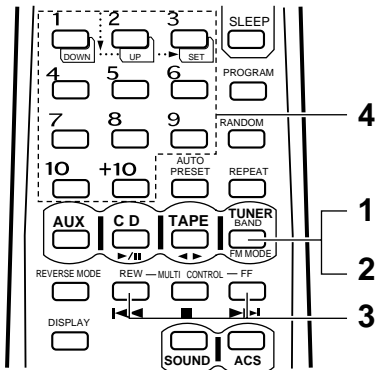 1 2 3 SLEEP
DOWN UP SET
4 5 6 PROGRAM
7 8 9 RANDOM
4
10 +10 AUTO PRESET REPEAT
AUX CD TAPE TUNER
BAND
1
►/II ◄ ► FM MODE
2
REVERSE MODE REW — MULTI CONTROL — FF
3
DISPLAY
SOUND ACS